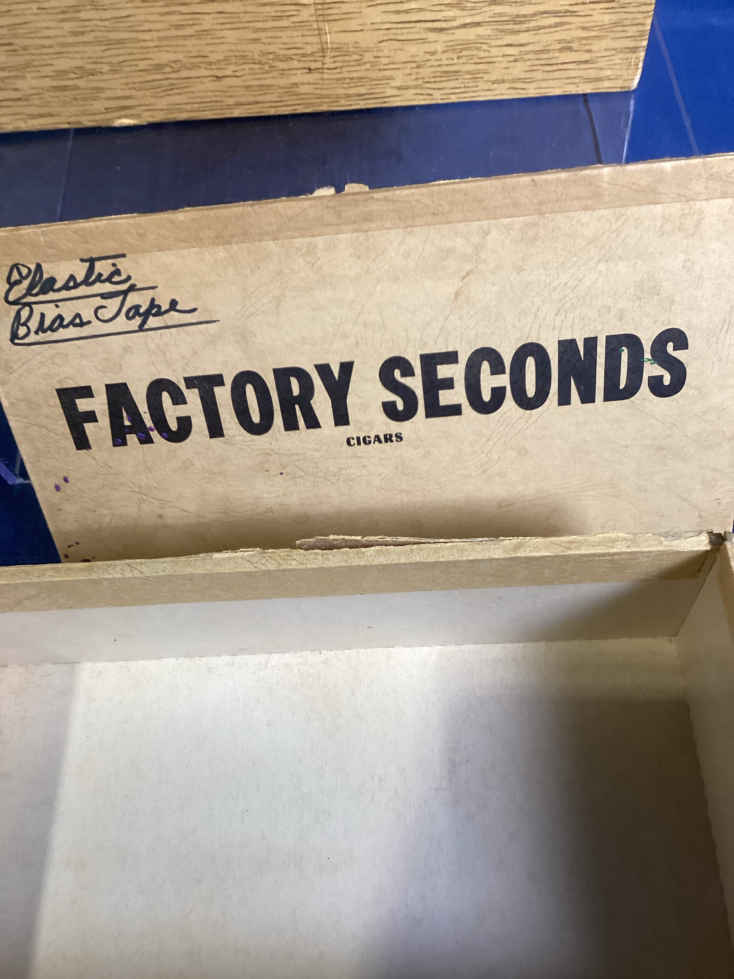 Elastic
Bias Tape
FACTORY SECONDS
CIGARS